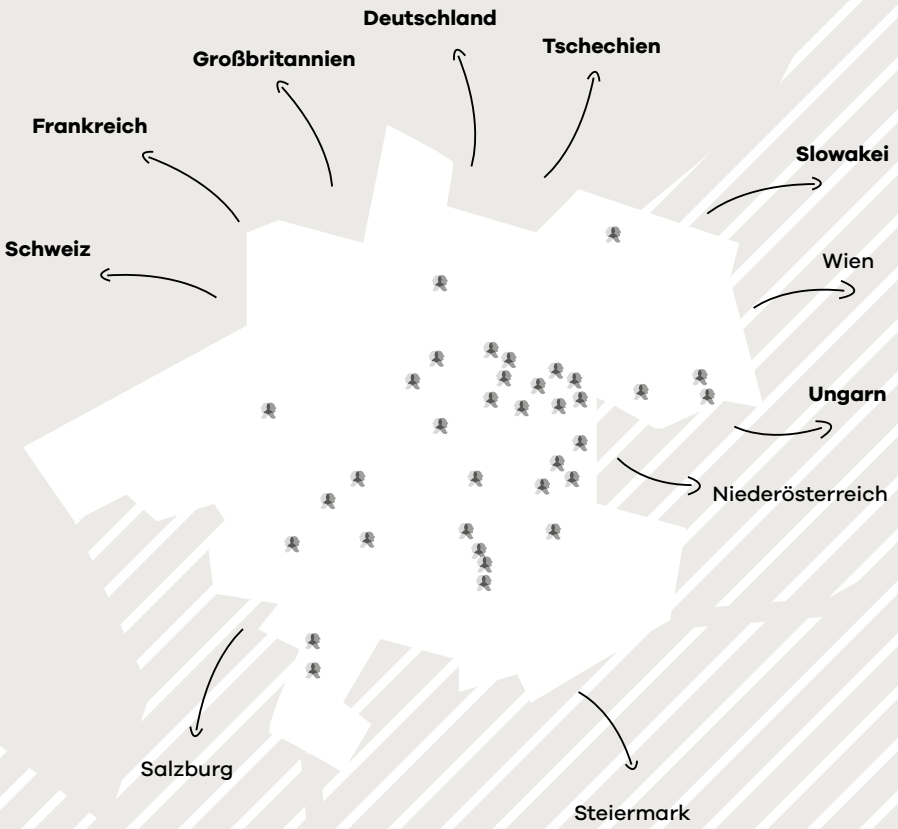 Deutschland
Tschechien
Großbritannien
Frankreich
Slowakei
Schweiz
Wien
Ungarn
Niederösterreich
Salzburg
Steiermark